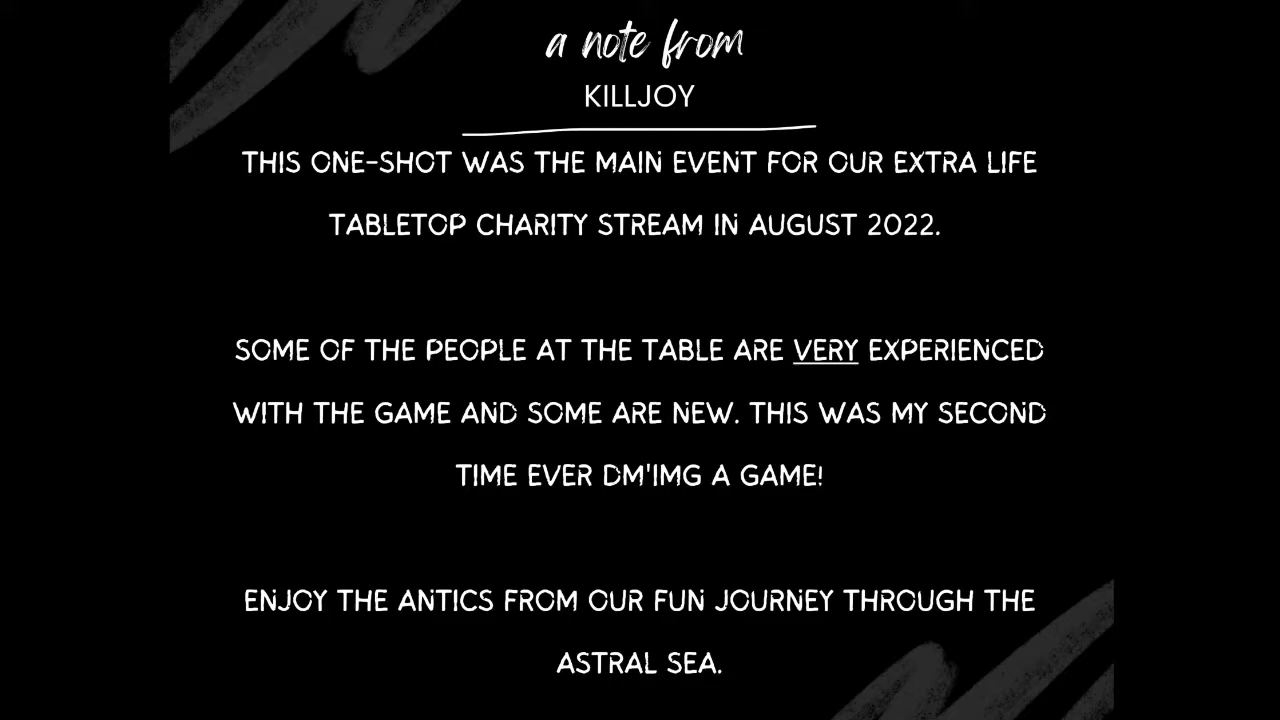 a note from
KILLJOY
THIS ONE-SHOT WAS THE MAIN EVENT FOR OUR EXTRA LIFE
TABLETOP CHARITY STREAM IN AUGUST 2022.
SOME OF THE PEOPLE AT THE TABLE ARE VERY EXPERIENCED
WITH THE GAME AND SOME ARE NEW. THIS WAS MY SECOND
TIME EVER DM'IMG A GAME!
ENJOY THE ANTICS FROM OUR FUN JOURNEY THROUGH THE
ASTRAL SEA.